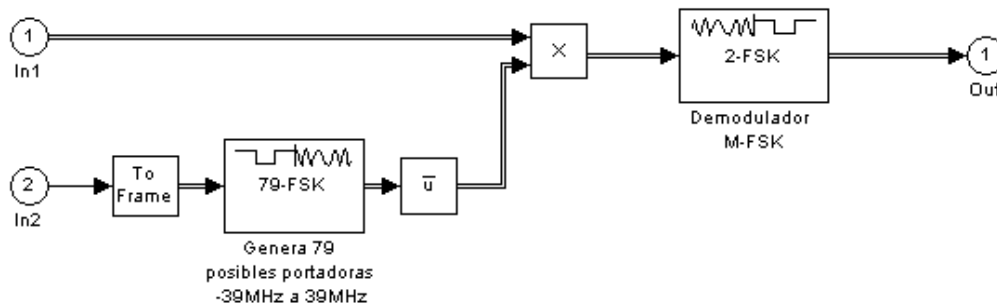 1
In1
X
2-FSK
Demodulador
M-FSK
1
Out
2
In2
To
Frame
79-FSK
Genera 79
posibles portadoras
-39MHz a 39MHz
u